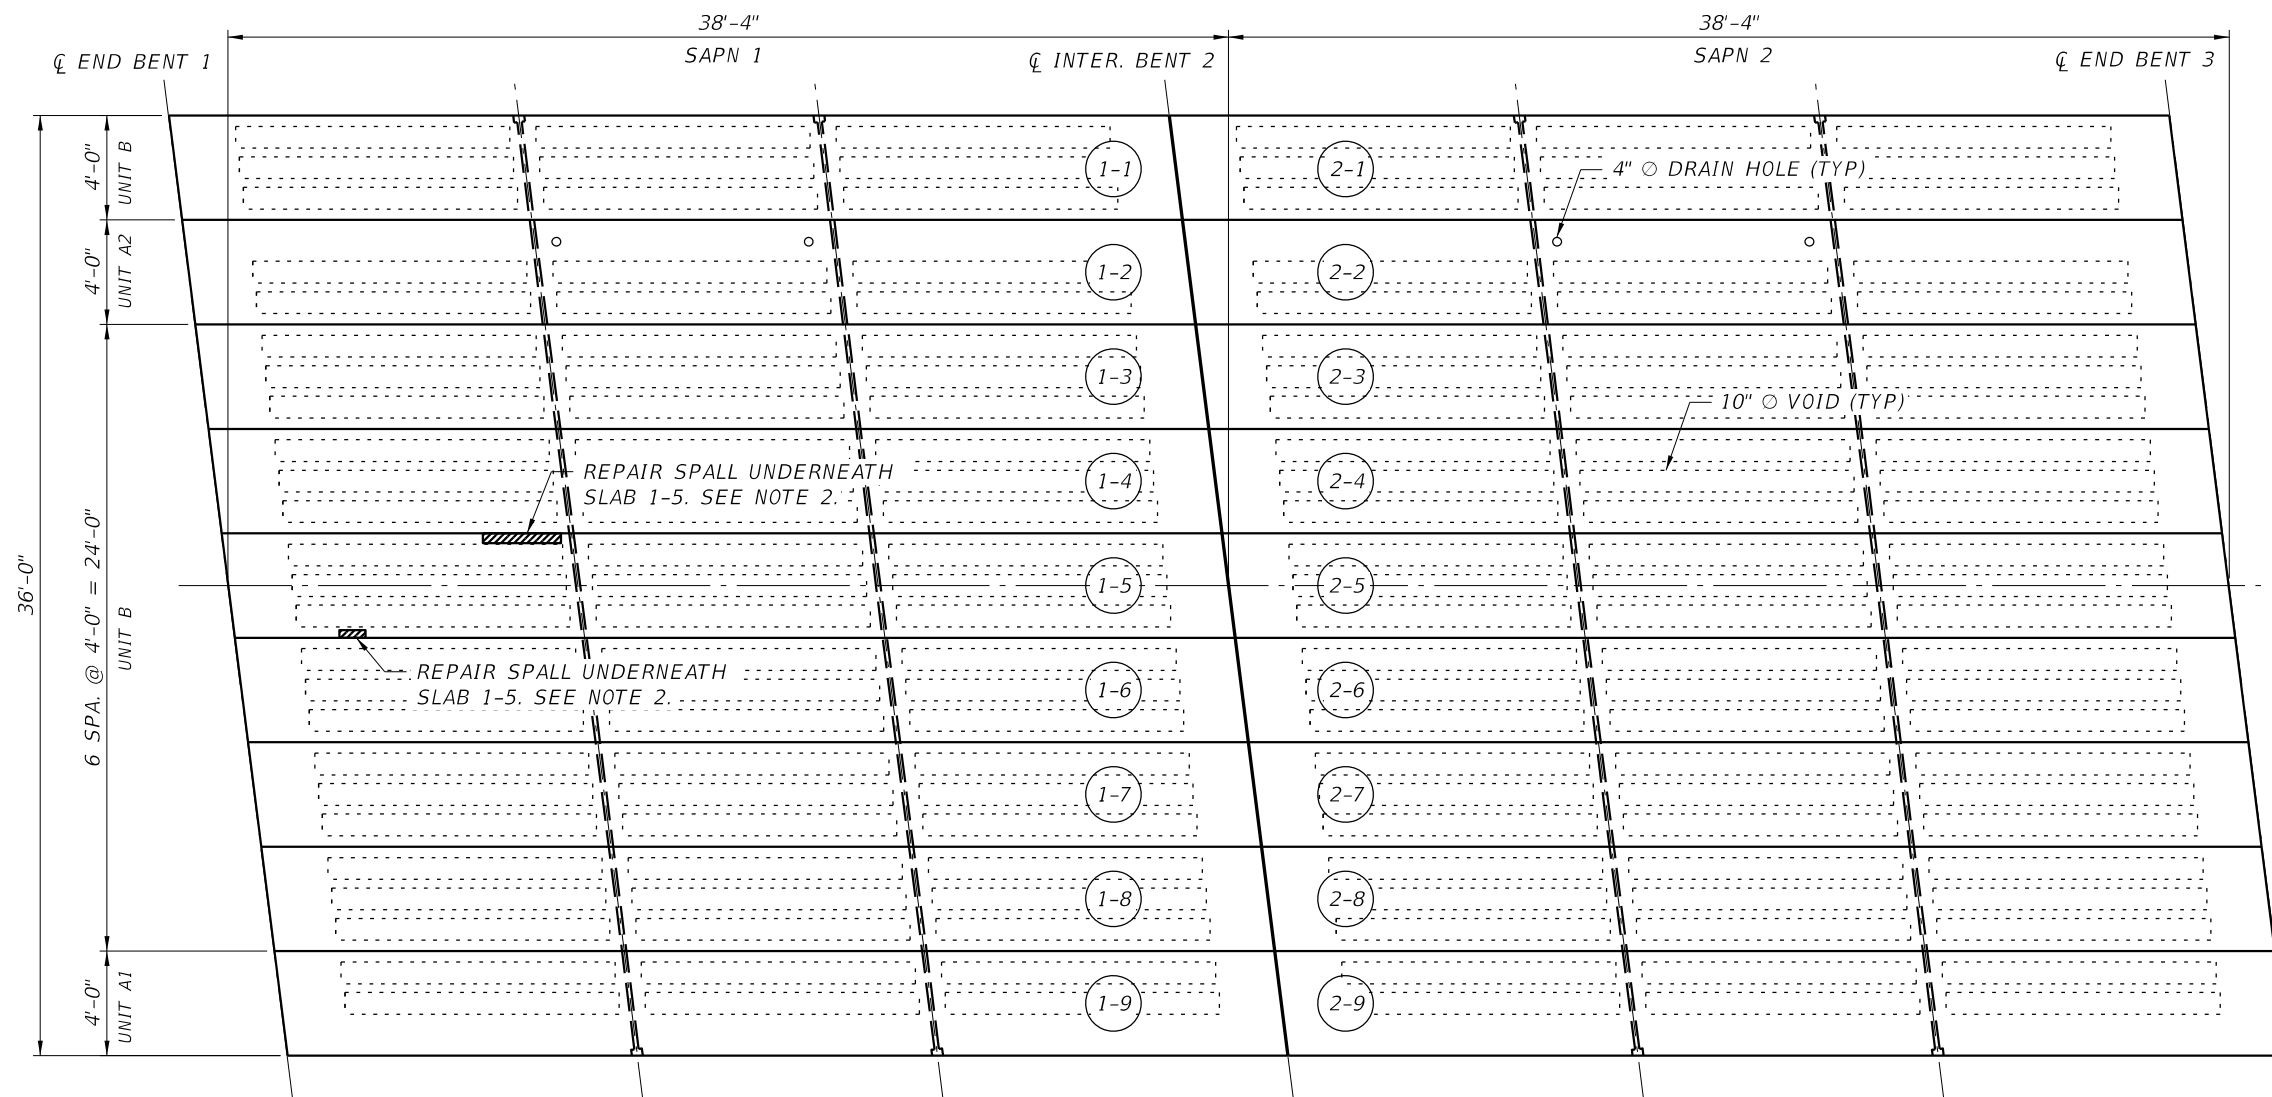 38'-4"
38'-4"
SAPN 1
SAPN 2
℄ END BENT 1
℄ INTER. BENT 2
℄ END BENT 3
36'-0"
4'-0"
UNIT B
4'-0"
UNIT A2
6 SPA. @ 4'-0" = 24'-0"
UNIT B
4'-0"
UNIT A1
1-1
2-1
4" ∅ DRAIN HOLE (TYP)
1-2
2-2
1-3
2-3
10" ∅ VOID (TYP)
REPAIR SPALL UNDERNEATH
SLAB 1-5. SEE NOTE 2.
1-4
2-4
1-5
2-5
REPAIR SPALL UNDERNEATH
SLAB 1-5. SEE NOTE 2.
1-6
2-6
1-7
2-7
1-8
2-8
1-9
2-9